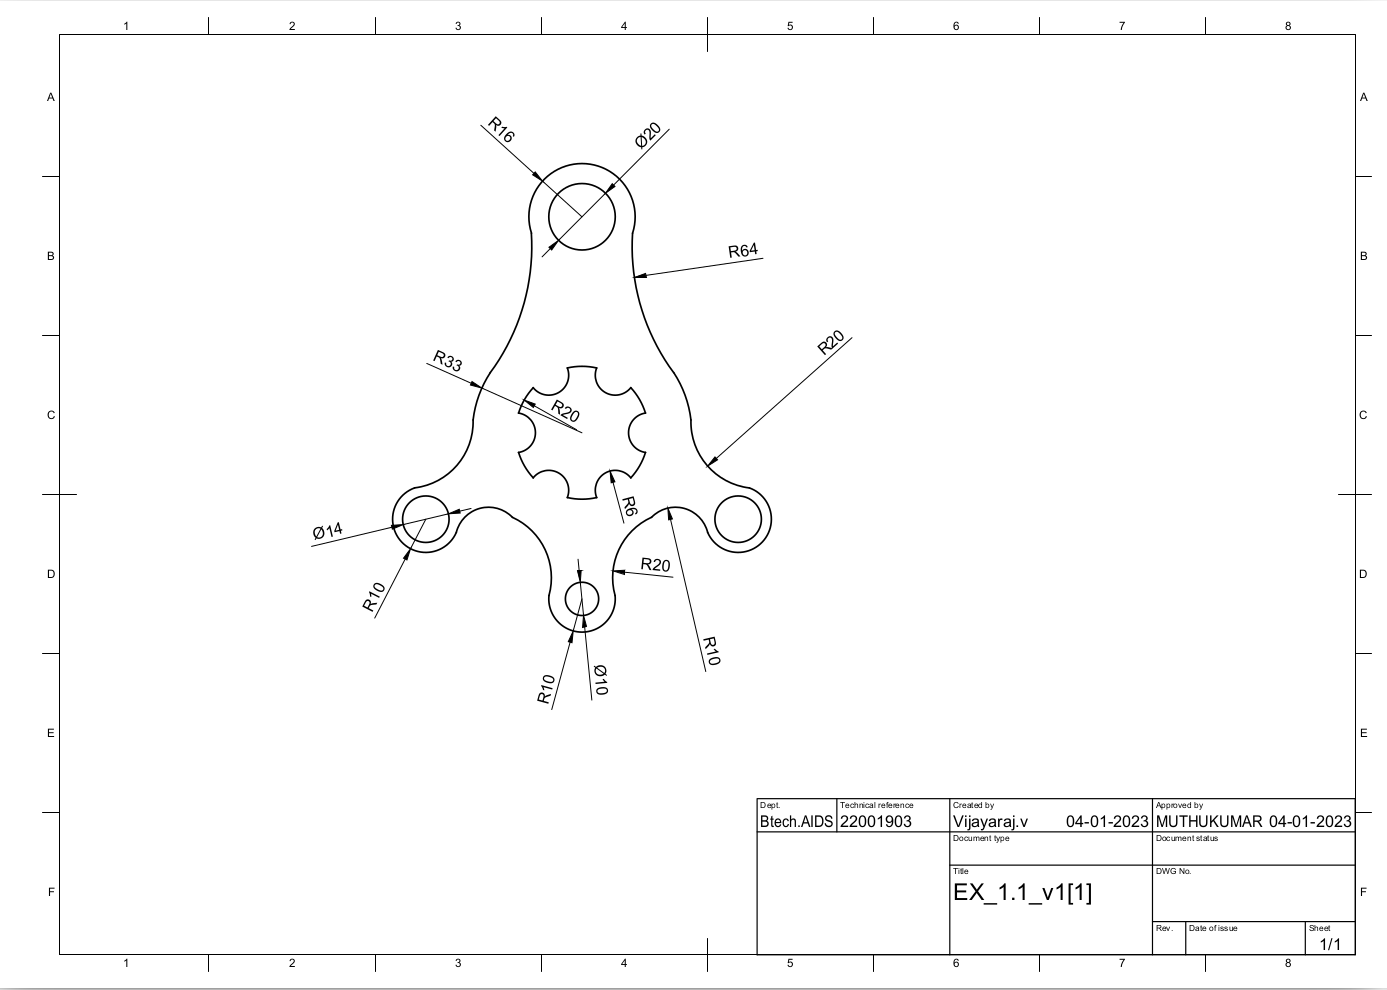 1 2 3 4 5 6 7 8
A A
R16 Ø20
B R64 B
R20
R33
R20
C C
R6
Ø14
R20
D D
R10
R10
R10 Ø10
E E
Dept. Technical reference Created by Approved by
Btech.AIDS 22001903 Vijayaraj.v 04-01-2023 MUTHUKUMAR 04-01-2023
Document type Document status
Title DWG No.
F EX_1.1_v1[1] F
Rev. Date of issue Sheet
1/1
1 2 3 4 5 6 7 8